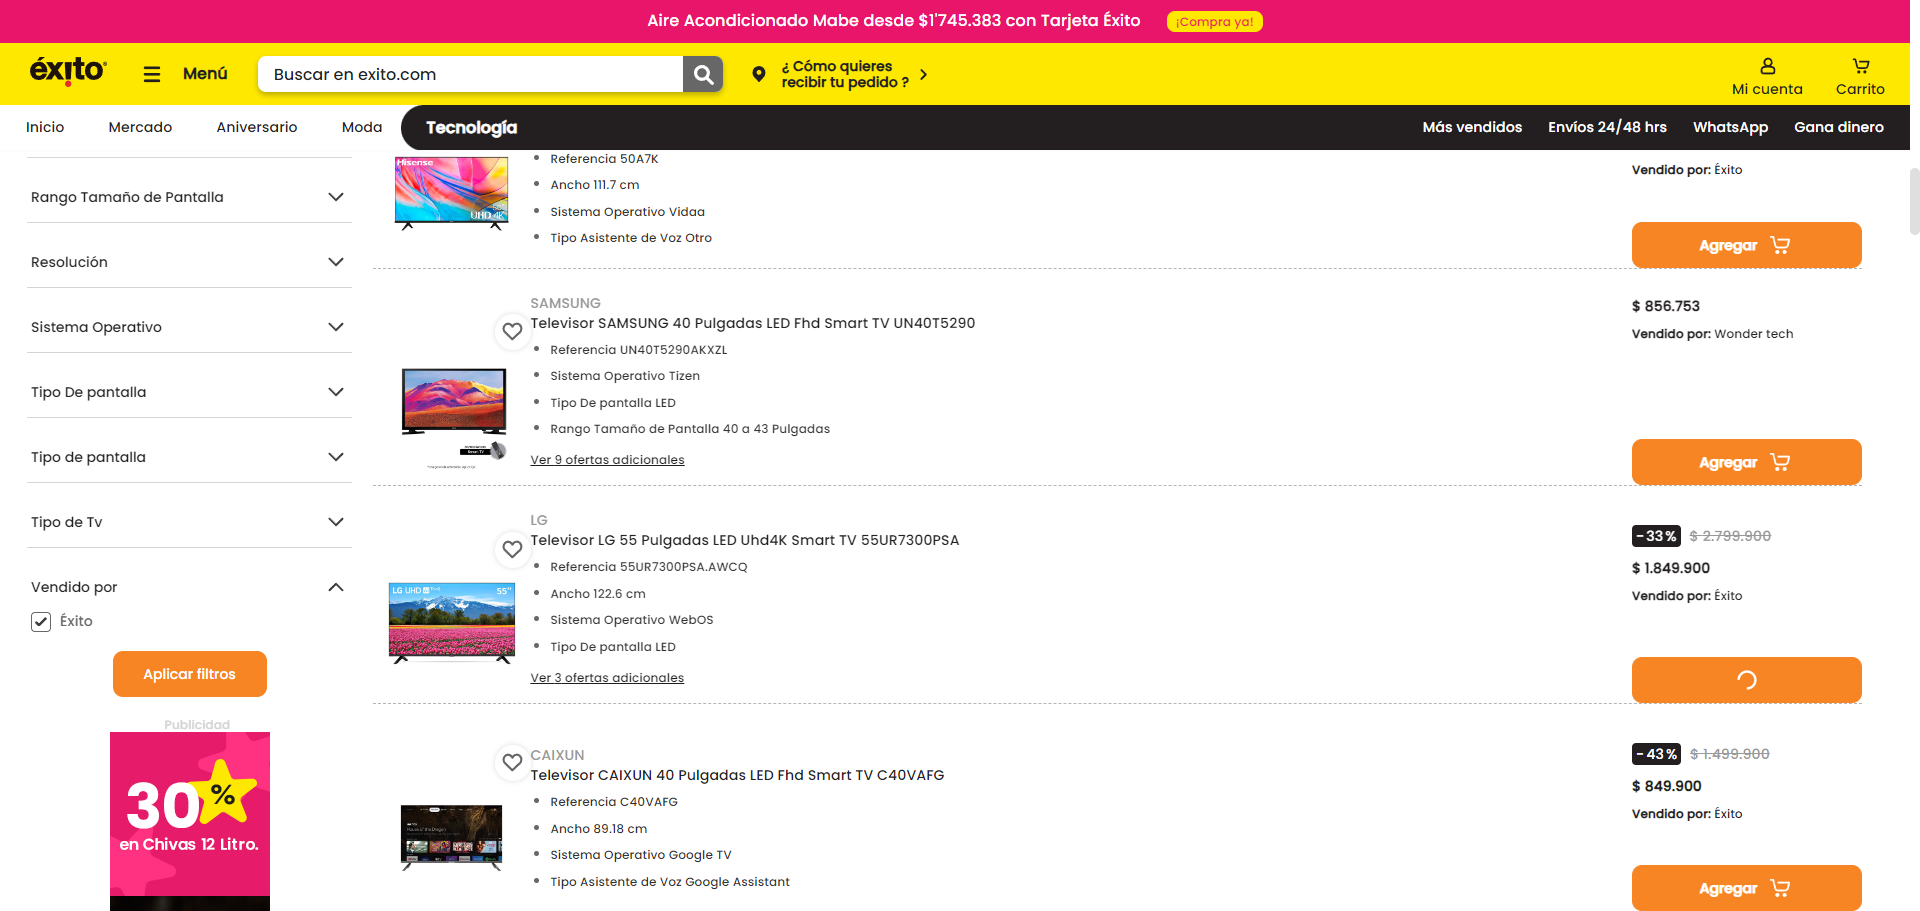 Aire Acondicionado Mabe desde $1'745.383 con Tarjeta Éxito ¡Compra ya!
éxito
Menú
Buscar en exito.com
¿ Cómo quieres
recibir tu pedido ?
Mi cuenta
Carrito
Inicio Mercado Aniversario Moda Tecnología Más vendidos Envíos 24/48 hrs WhatsApp Gana dinero
Rango Tamaño de Pantalla
Resolución
Sistema Operativo
Tipo De pantalla
Tipo de pantalla
Tipo de Tv
Vendido por
Éxito
Aplicar filtros
Publicidad
30%
en Chivas 12 Litro.
Hisense
UHD 4K
Referencia 50A7K
Ancho 111.7 cm
Sistema Operativo Vidaa
Tipo Asistente de Voz Otro
Vendido por: Éxito
Agregar
SAMSUNG
Televisor SAMSUNG 40 Pulgadas LED Fhd Smart TV UN40T5290
Referencia UN40T5290AKXZL
Sistema Operativo Tizen
Tipo De pantalla LED
Rango Tamaño de Pantalla 40 a 43 Pulgadas
Ver 9 ofertas adicionales
$ 856.753
Vendido por: Wonder tech
Agregar
LG UHD
55"
LG
Televisor LG 55 Pulgadas LED Uhd4K Smart TV 55UR7300PSA
Referencia 55UR7300PSA.AWCQ
Ancho 122.6 cm
Sistema Operativo WebOS
Tipo De pantalla LED
Ver 3 ofertas adicionales
-33% $ 2.799.900
$ 1.849.900
Vendido por: Éxito
CAIXUN
Televisor CAIXUN 40 Pulgadas LED Fhd Smart TV C40VAFG
Referencia C40VAFG
Ancho 89.18 cm
Sistema Operativo Google TV
Tipo Asistente de Voz Google Assistant
-43% $ 1.499.900
$ 849.900
Vendido por: Éxito
Agregar